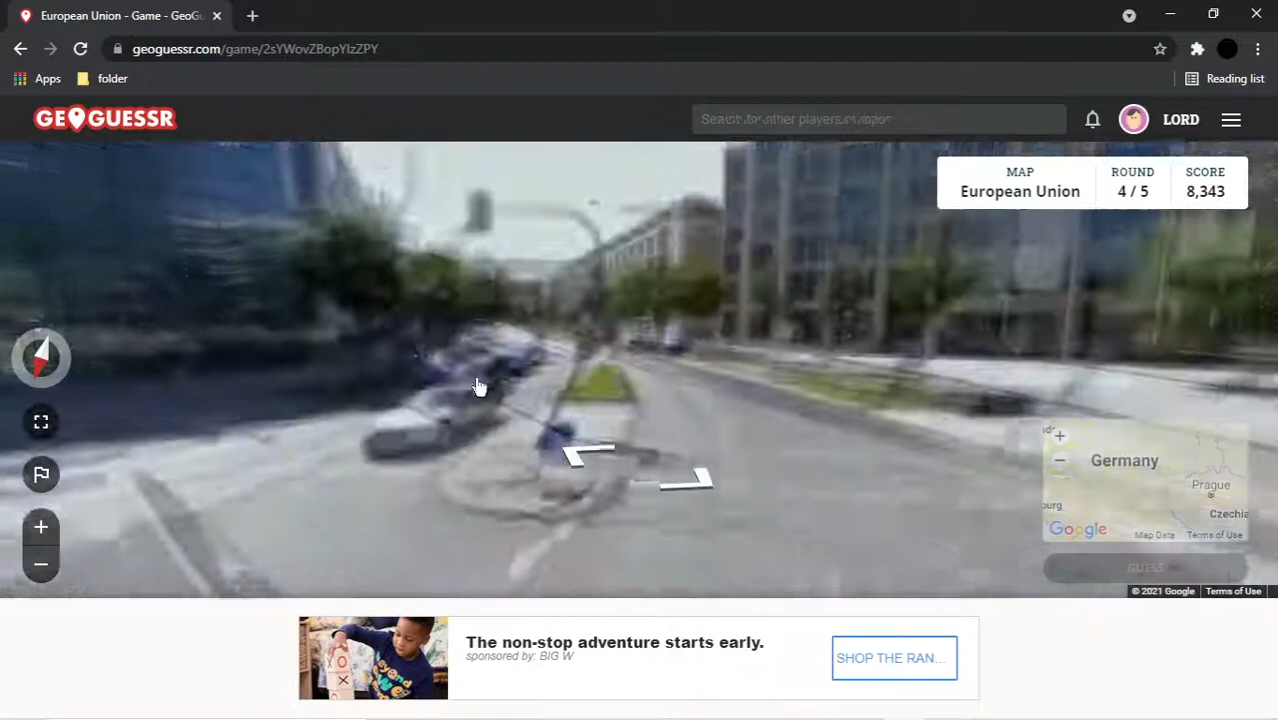 European Union - Game - GeoGu
geoguessr.com/game/2sYWovZBopYIzZPY
Apps
folder
Reading list
GEOGUESSR
Search for other players or maps
LORD
MAP
ROUND
SCORE
European Union
4 / 5
8,343
Germany
Prague
Czechia
ourg
Google
Map Data
Terms of Use
GUESS
© 2021 Google
Terms of Use
The non-stop adventure starts early.
sponsored by: BIG W
SHOP THE RAN...